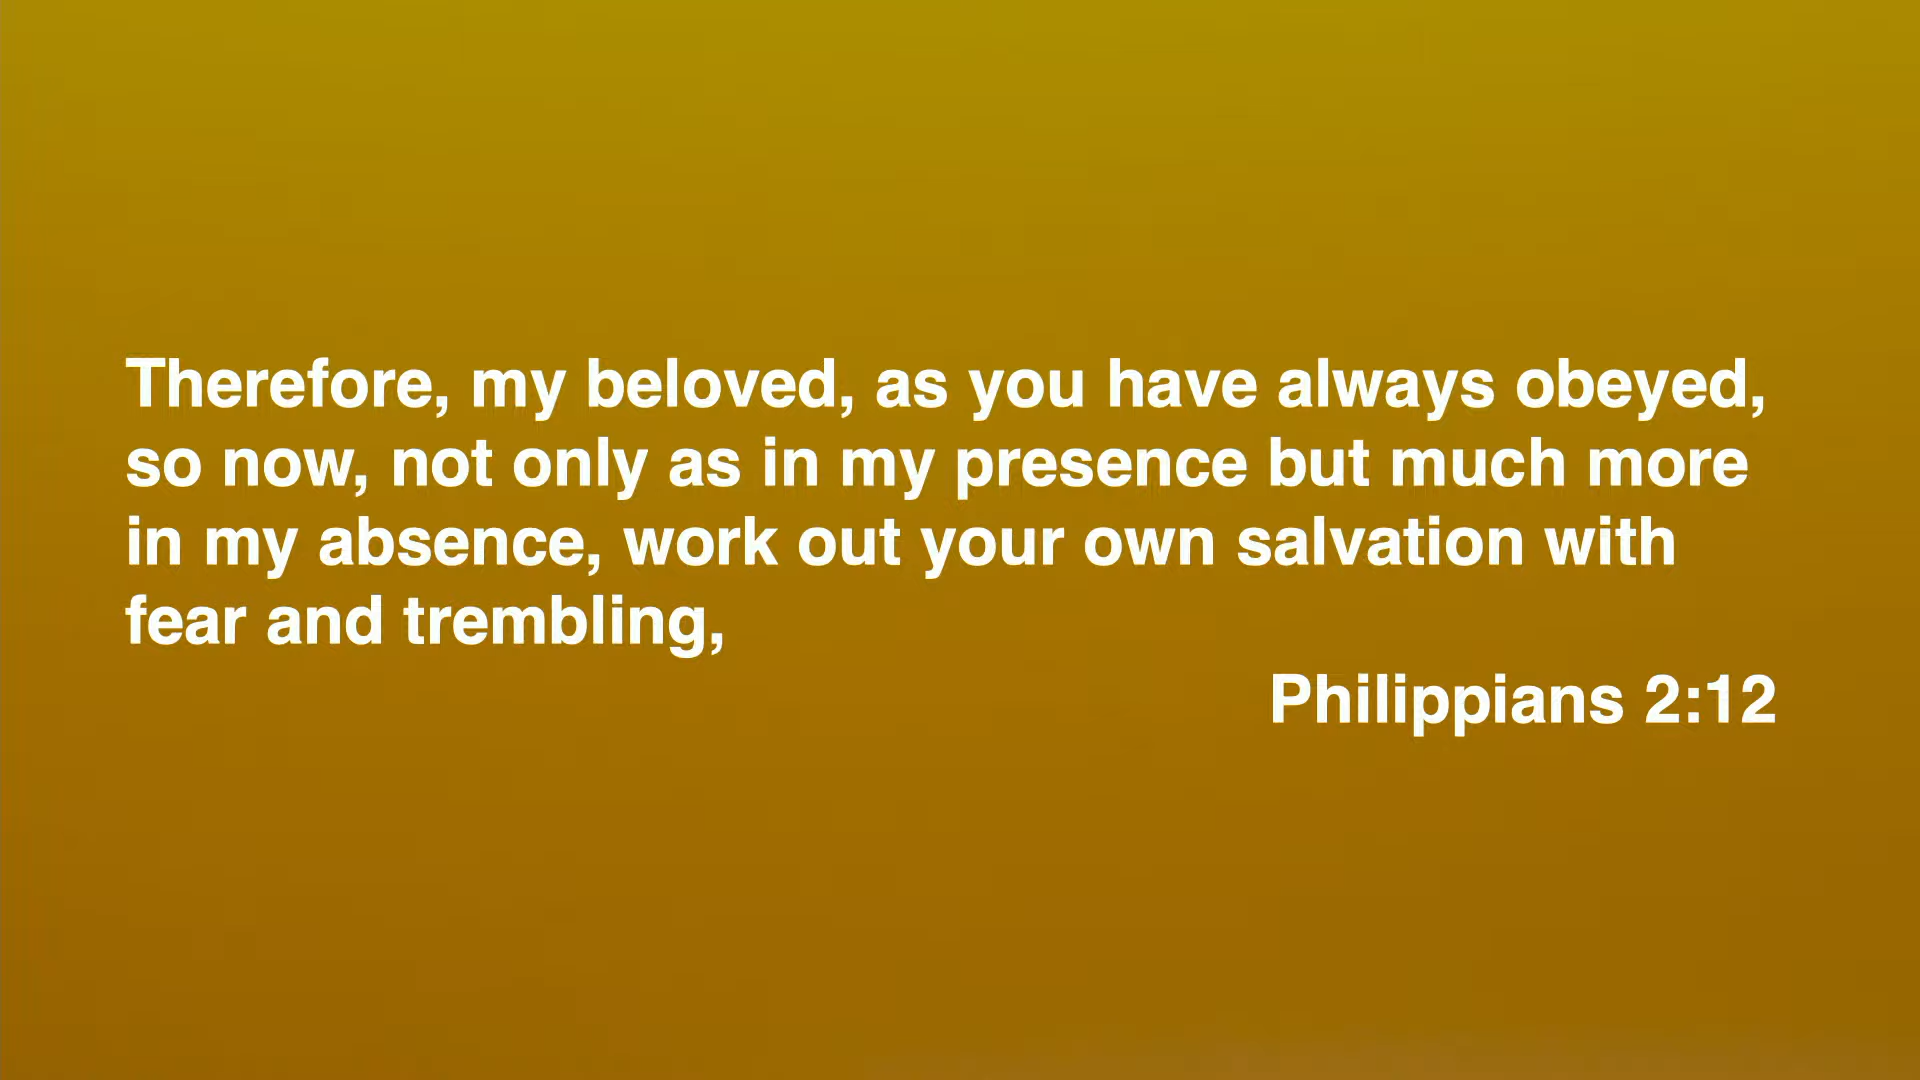 Therefore, my beloved, as you have always obeyed,
so now, not only as in my presence but much more
in my absence, work out your own salvation with
fear and trembling,
Philippians 2:12